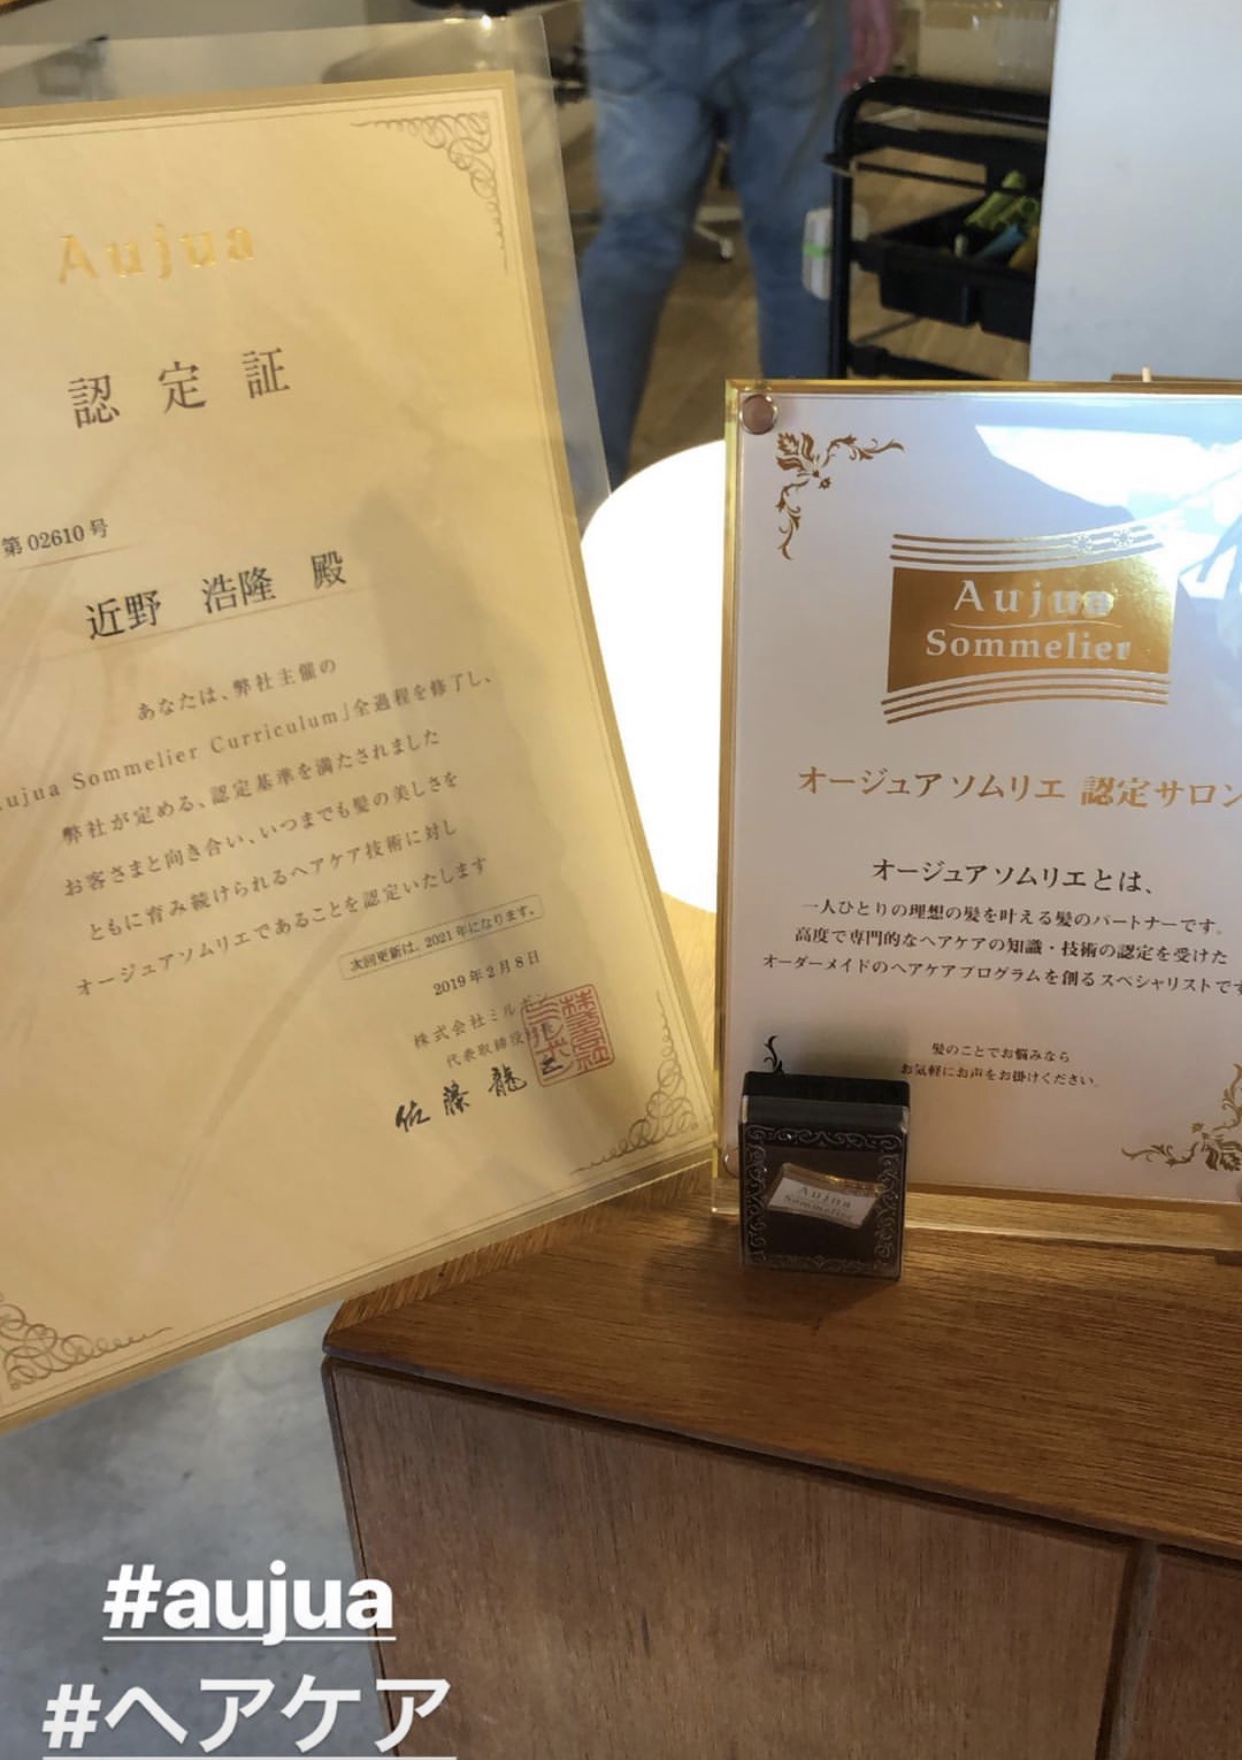 Aujua
認定証
第02610号
近野 浩隆 殿
あなたは、弊社主催の
ujua Sommelier Curriculum」全過程を修了し、
弊社が定める、認定基準を満たされました
お客さまと向き合い、いつまでも髪の美しさを
ともに育み続けられるヘアケア技術に対し
オージュアソムリエであることを認定いたします
次回更新は、2021年になります。
2019年2月8日
株式会社ミルボン
代表取締役社長
佐藤 龍二
Aujua
Sommelier
オージュア ソムリエ 認定サロン
オージュア ソムリエとは、
一人ひとりの理想の髪を叶える髪のパートナーです。
高度で専門的なヘアケアの知識・技術の認定を受けた
オーダーメイドのヘアケアプログラムを創るスペシャリストです
髪のことでお悩みなら
お気軽にお声をお掛けください。
Aujua
Sommelier
#aujua
#ヘアケア